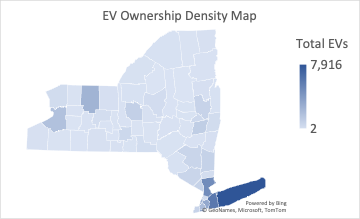 EV Ownership Density Map
Total EVs
7,916
2
Powered by Bing
© GeoNames, Microsoft, TomTom